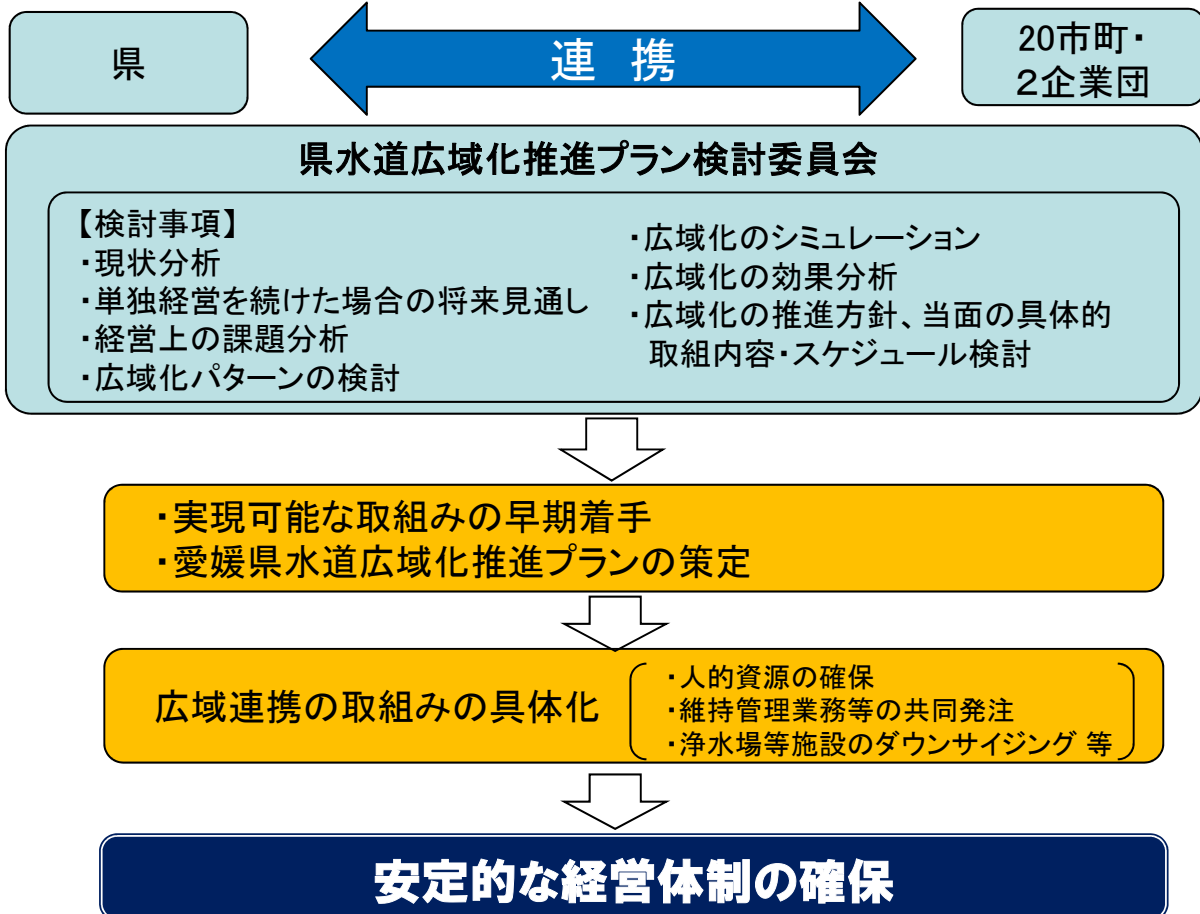 県
連 携
20市町・
２企業団
県水道広域化推進プラン検討委員会
【検討事項】
・現状分析
・単独経営を続けた場合の将来見通し
・経営上の課題分析
・広域化パターンの検討
・広域化のシミュレーション
・広域化の効果分析
・広域化の推進方針、当面の具体的
取組内容・スケジュール検討
・実現可能な取組みの早期着手
・愛媛県水道広域化推進プランの策定
広域連携の取組みの具体化
・人的資源の確保
・維持管理業務等の共同発注
・浄水場等施設のダウンサイジング 等
安定的な経営体制の確保